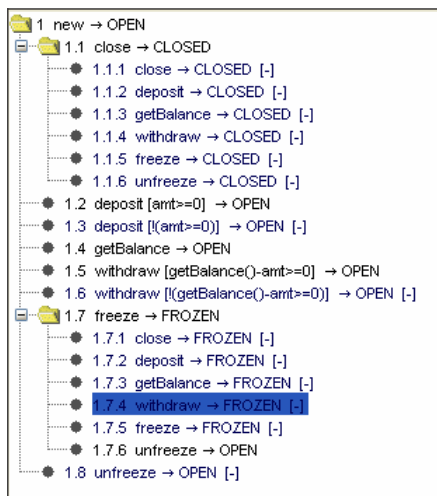 1 new → OPEN
1.1 close → CLOSED
1.1.1 close → CLOSED [-]
1.1.2 deposit → CLOSED [-]
1.1.3 getBalance → CLOSED [-]
1.1.4 withdraw → CLOSED [-]
1.1.5 freeze → CLOSED [-]
1.1.6 unfreeze → CLOSED [-]
1.2 deposit [amt>=0] → OPEN
1.3 deposit [!(amt>=0)] → OPEN [-]
1.4 getBalance → OPEN
1.5 withdraw [getBalance()-amt>=0] → OPEN
1.6 withdraw [!(getBalance()-amt>=0)] → OPEN [-]
1.7 freeze → FROZEN
1.7.1 close → FROZEN [-]
1.7.2 deposit → FROZEN [-]
1.7.3 getBalance → FROZEN [-]
1.7.4 withdraw → FROZEN [-]
1.7.5 freeze → FROZEN [-]
1.7.6 unfreeze → OPEN
1.8 unfreeze → OPEN [-]